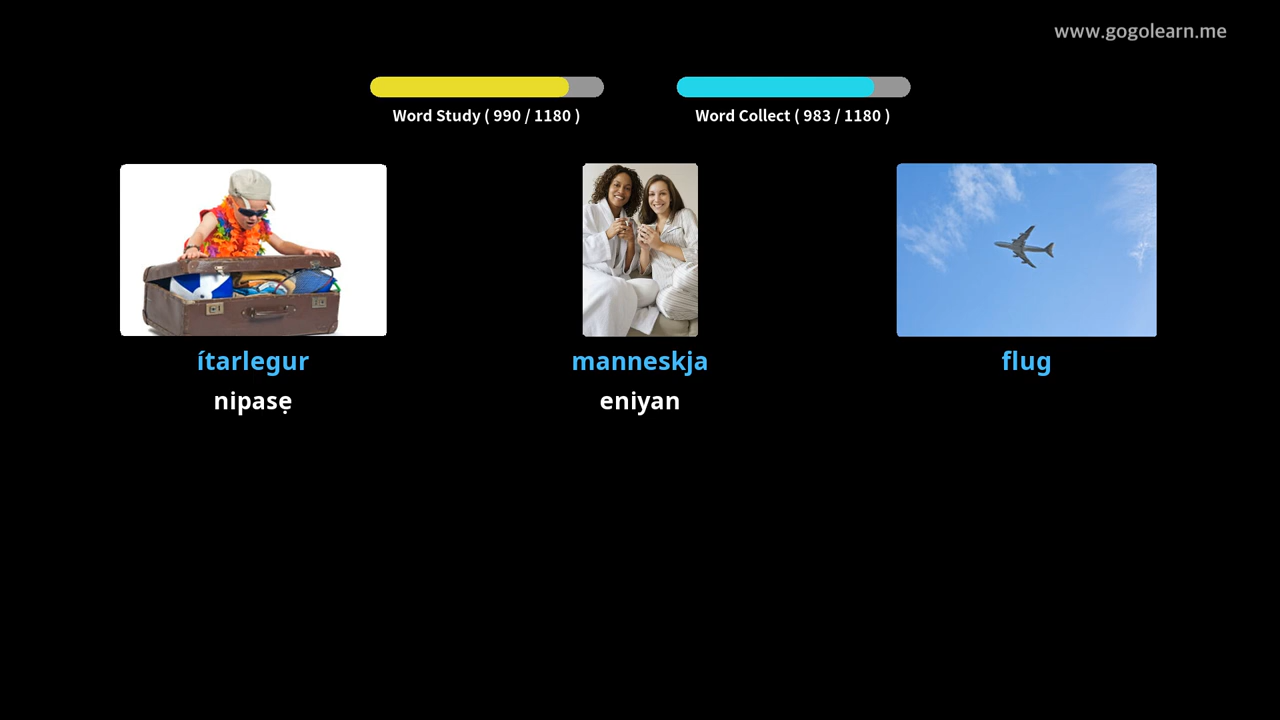 www.gogolearn.me
Word Study ( 990 / 1180 )
Word Collect ( 983 / 1180 )
ítarlegur
manneskja
flug
nipasẹ
eniyan